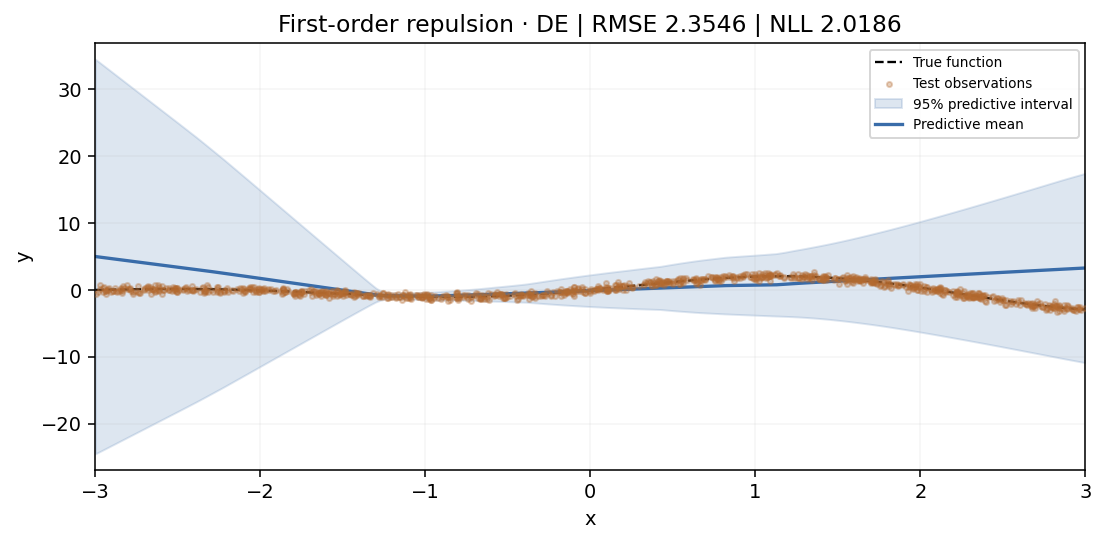 First-order repulsion · DE | RMSE 2.3546 | NLL 2.0186
True function
Test observations
95% predictive interval
Predictive mean
y
30
20
10
0
−10
−20
−3
−2
−1
0
1
2
3
x